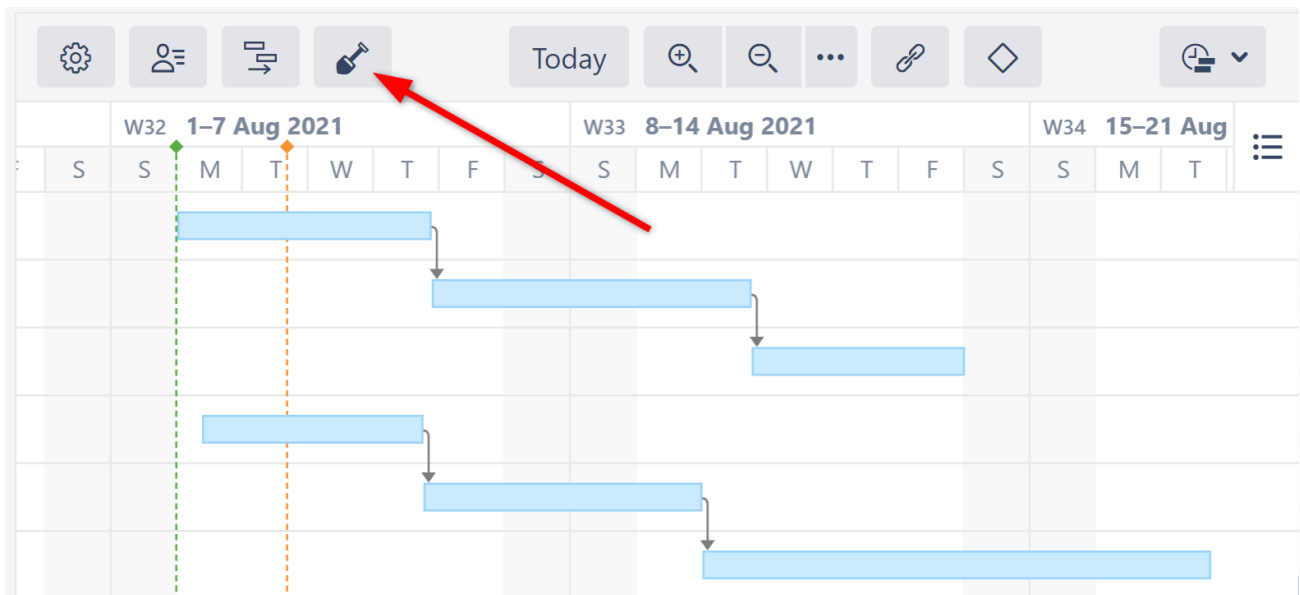 Today
W32 1–7 Aug 2021 W33 8–14 Aug 2021 W34 15–21 Aug
S S M T W T F S S M T W T F S S M T